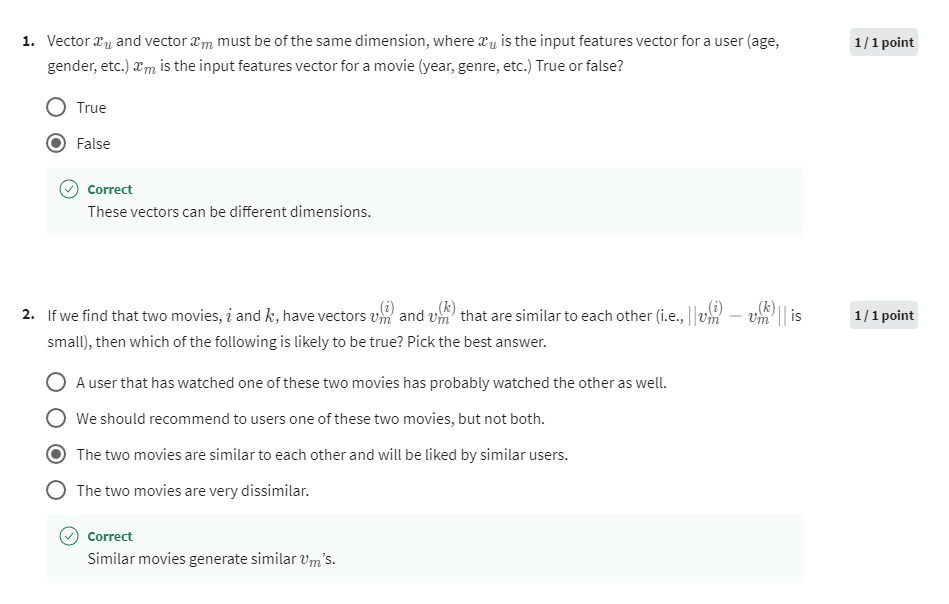 1. Vector x_u and vector x_m must be of the same dimension, where x_u is the input features vector for a user (age,
1 / 1 point
gender, etc.) x_m is the input features vector for a movie (year, genre, etc.) True or false?
True
False
Correct
These vectors can be different dimensions.
2. If we find that two movies, i and k, have vectors v_m^{(i)} and v_m^{(k)} that are similar to each other (i.e., ||v_m^{(i)} − v_m^{(k)}|| is
1 / 1 point
small), then which of the following is likely to be true? Pick the best answer.
A user that has watched one of these two movies has probably watched the other as well.
We should recommend to users one of these two movies, but not both.
The two movies are similar to each other and will be liked by similar users.
The two movies are very dissimilar.
Correct
Similar movies generate similar v_m's.